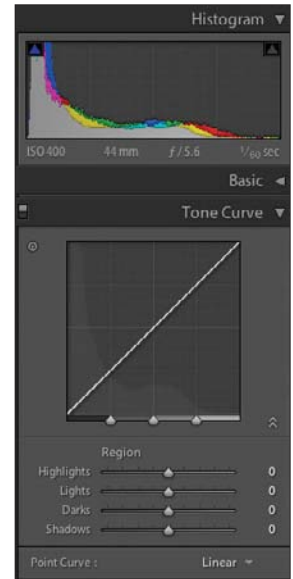 Histogram
ISO 400 44 mm f / 5.6 1/60 sec
Basic
Tone Curve
Region
Highlights 0
Lights 0
Darks 0
Shadows 0
Point Curve : Linear